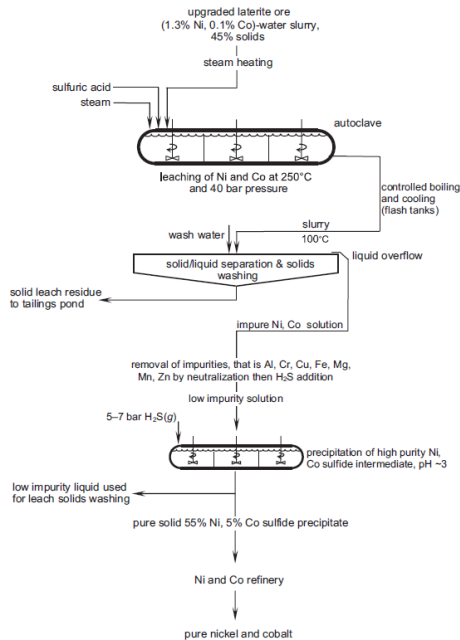 upgraded laterite ore
(1.3% Ni, 0.1% Co)-water slurry,
45% solids
steam heating
sulfuric acid
steam
autoclave
leaching of Ni and Co at 250°C
and 40 bar pressure
controlled boiling
and cooling
(flash tanks)
slurry
wash water
100°C
liquid overflow
solid/liquid separation & solids
washing
solid leach residue
to tailings pond
impure Ni, Co solution
removal of impurities, that is Al, Cr, Cu, Fe, Mg,
Mn, Zn by neutralization then H₂S addition
low impurity solution
5–7 bar H₂S(g)
precipitation of high purity Ni,
Co sulfide intermediate, pH ~3
low impurity liquid used
for leach solids washing
pure solid 55% Ni, 5% Co sulfide precipitate
Ni and Co refinery
pure nickel and cobalt